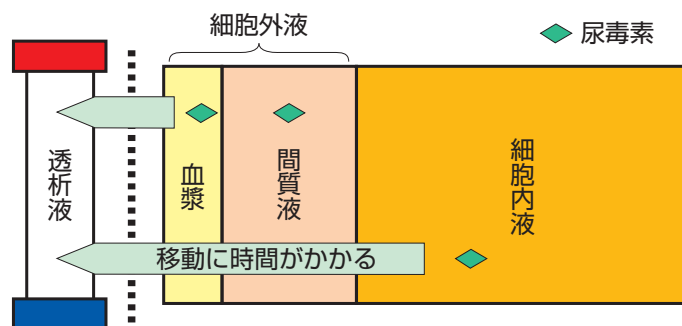 細胞外液
尿毒素
透析液
血漿
間質液
細胞内液
移動に時間がかかる